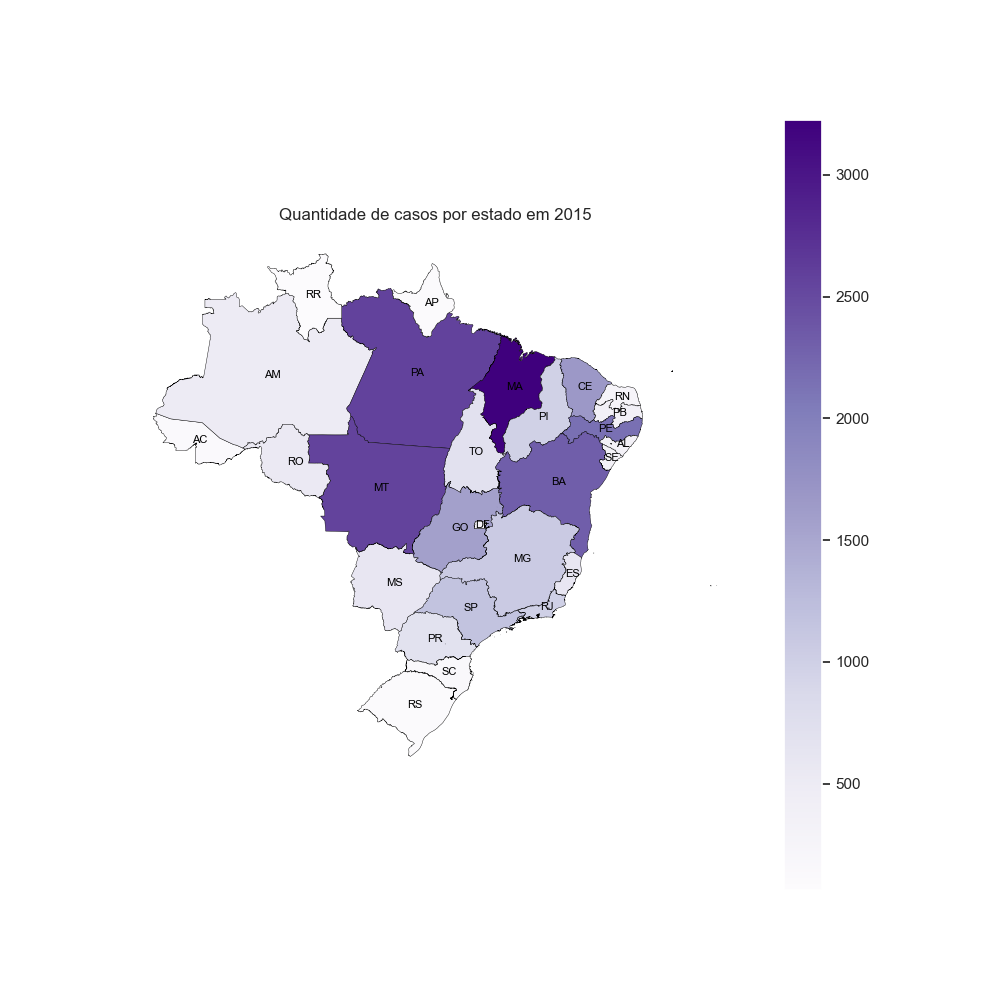 Quantidade de casos por estado em 2015
3000
2500
2000
1500
1000
500
RR
AP
AM
PA
MA
CE
RN
PB
PI
PE
AL
SE
AC
RO
TO
BA
MT
GO
DF
MG
ES
MS
SP
RJ
PR
SC
RS